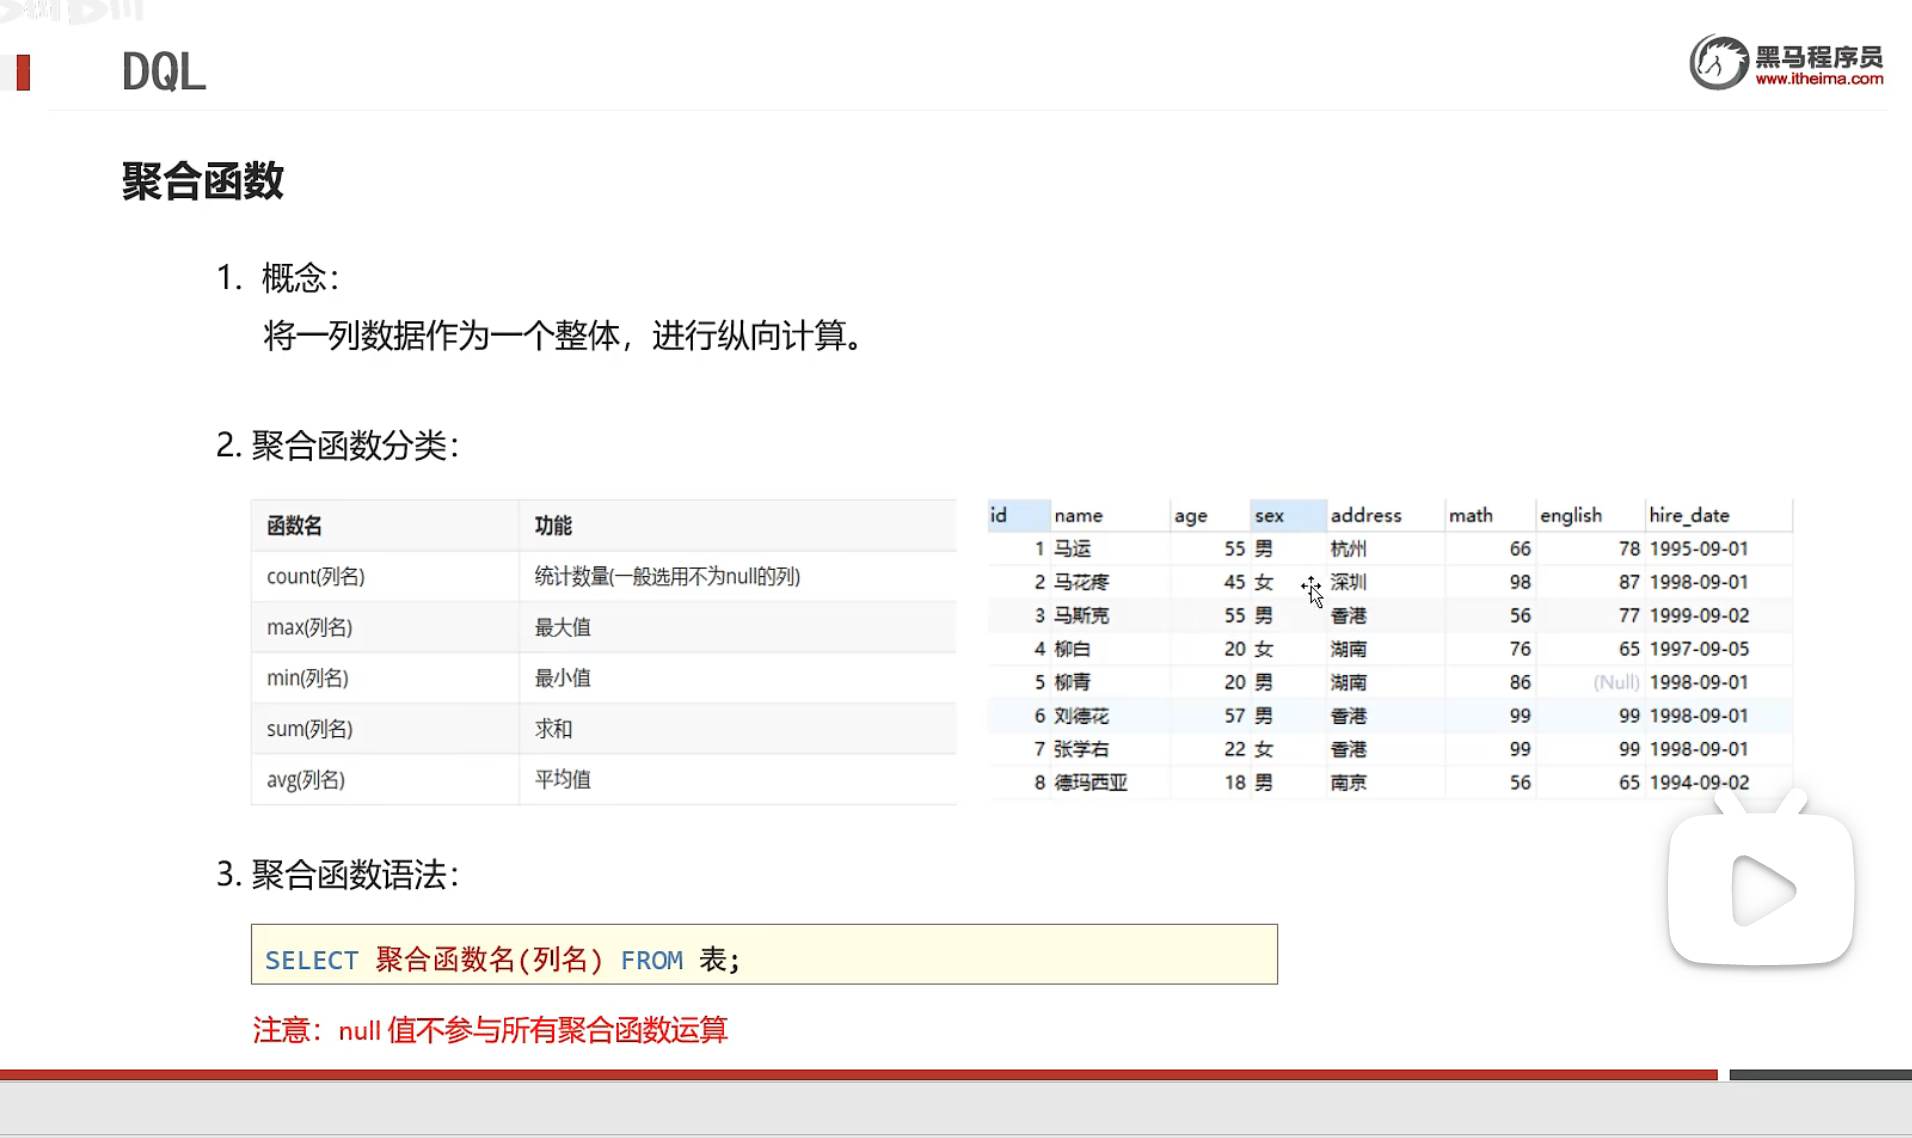 DQL
黑马程序员
www.itheima.com
聚合函数
1. 概念：
将一列数据作为一个整体，进行纵向计算。
2. 聚合函数分类：
函数名 功能
count(列名) 统计数量(一般选用不为null的列)
max(列名) 最大值
min(列名) 最小值
sum(列名) 求和
avg(列名) 平均值
id name age sex address math english hire_date
1 马运 55 男 杭州 66 78 1995-09-01
2 马花疼 45 女 深圳 98 87 1998-09-01
3 马斯克 55 男 香港 56 77 1999-09-02
4 柳白 20 女 湖南 76 65 1997-09-05
5 柳青 20 男 湖南 86 (Null) 1998-09-01
6 刘德花 57 男 香港 99 99 1998-09-01
7 张学右 22 女 香港 99 99 1998-09-01
8 德玛西亚 18 男 南京 56 65 1994-09-02
3. 聚合函数语法：
SELECT 聚合函数名(列名) FROM 表;
注意：null 值不参与所有聚合函数运算